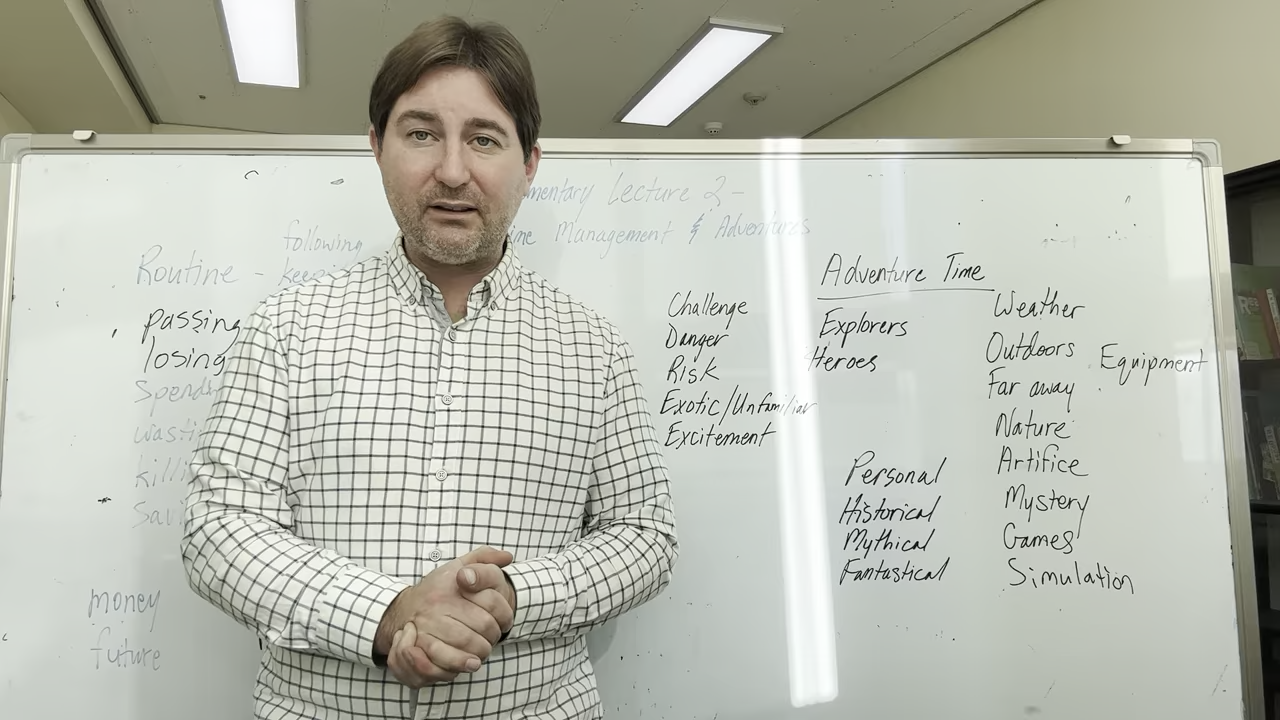 mentary Lecture 2 -
ime Management & Adventures
following
Routine - keepi
passing
losing
Spend
wasti
killi
Savi
money
future
Challenge
Danger
Risk
Exotic/Unfamiliar
Excitement
Adventure Time
Explorers
Heroes
Personal
Historical
Mythical
Fantastical
Weather
Outdoors
Equipment
Far away
Nature
Artifice
Mystery
Games
Simulation